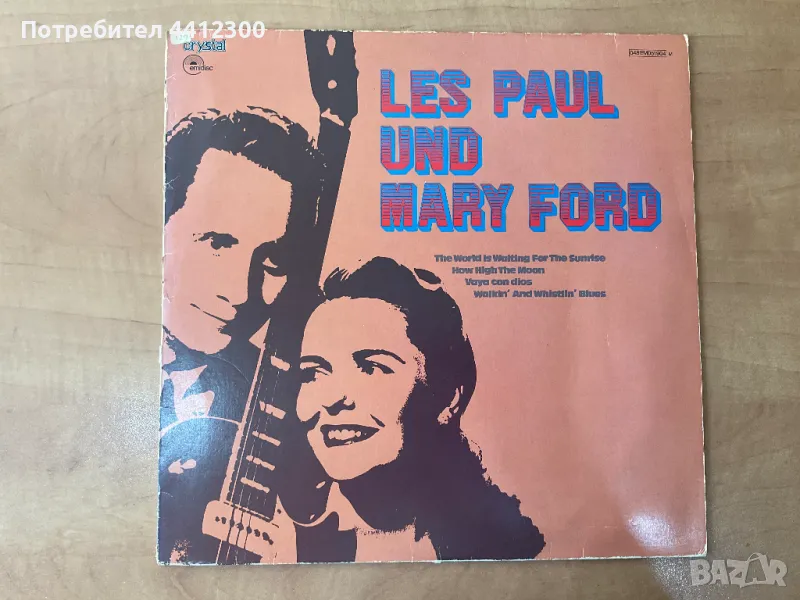 Потребител 4412300
crystal
emidisc
LES PAUL
UND
MARY FORD
The World Is Waiting For The Sunrise
How High The Moon
Vaya con dios
Walkin' And Whistlin' Blues
BAZAR